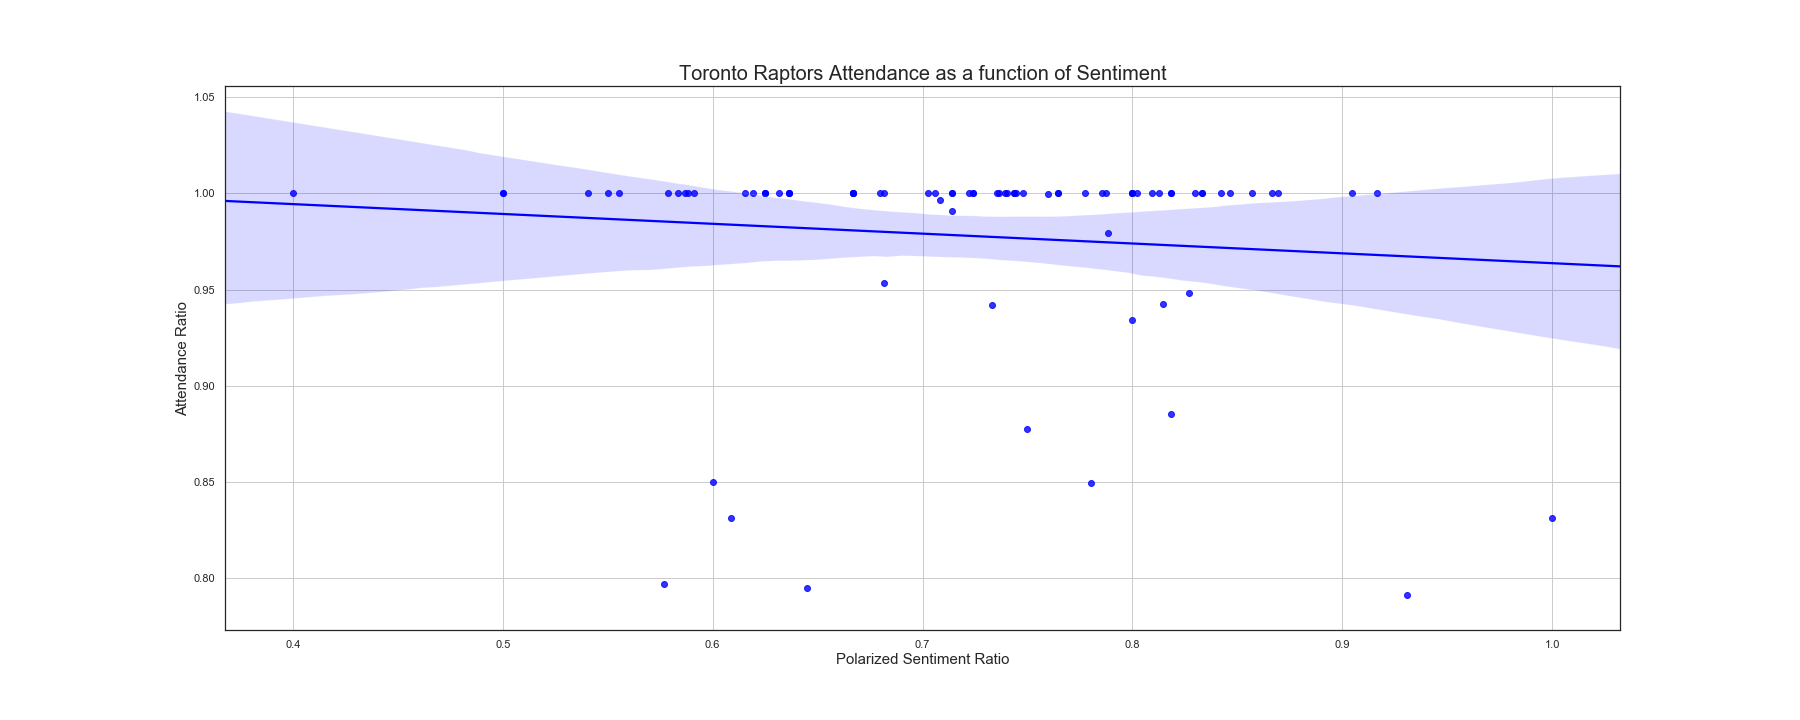 Toronto Raptors Attendance as a function of Sentiment
1.05
1.00
0.95
0.90
0.85
0.80
Attendance Ratio
0.4 0.5 0.6 0.7 0.8 0.9 1.0
Polarized Sentiment Ratio